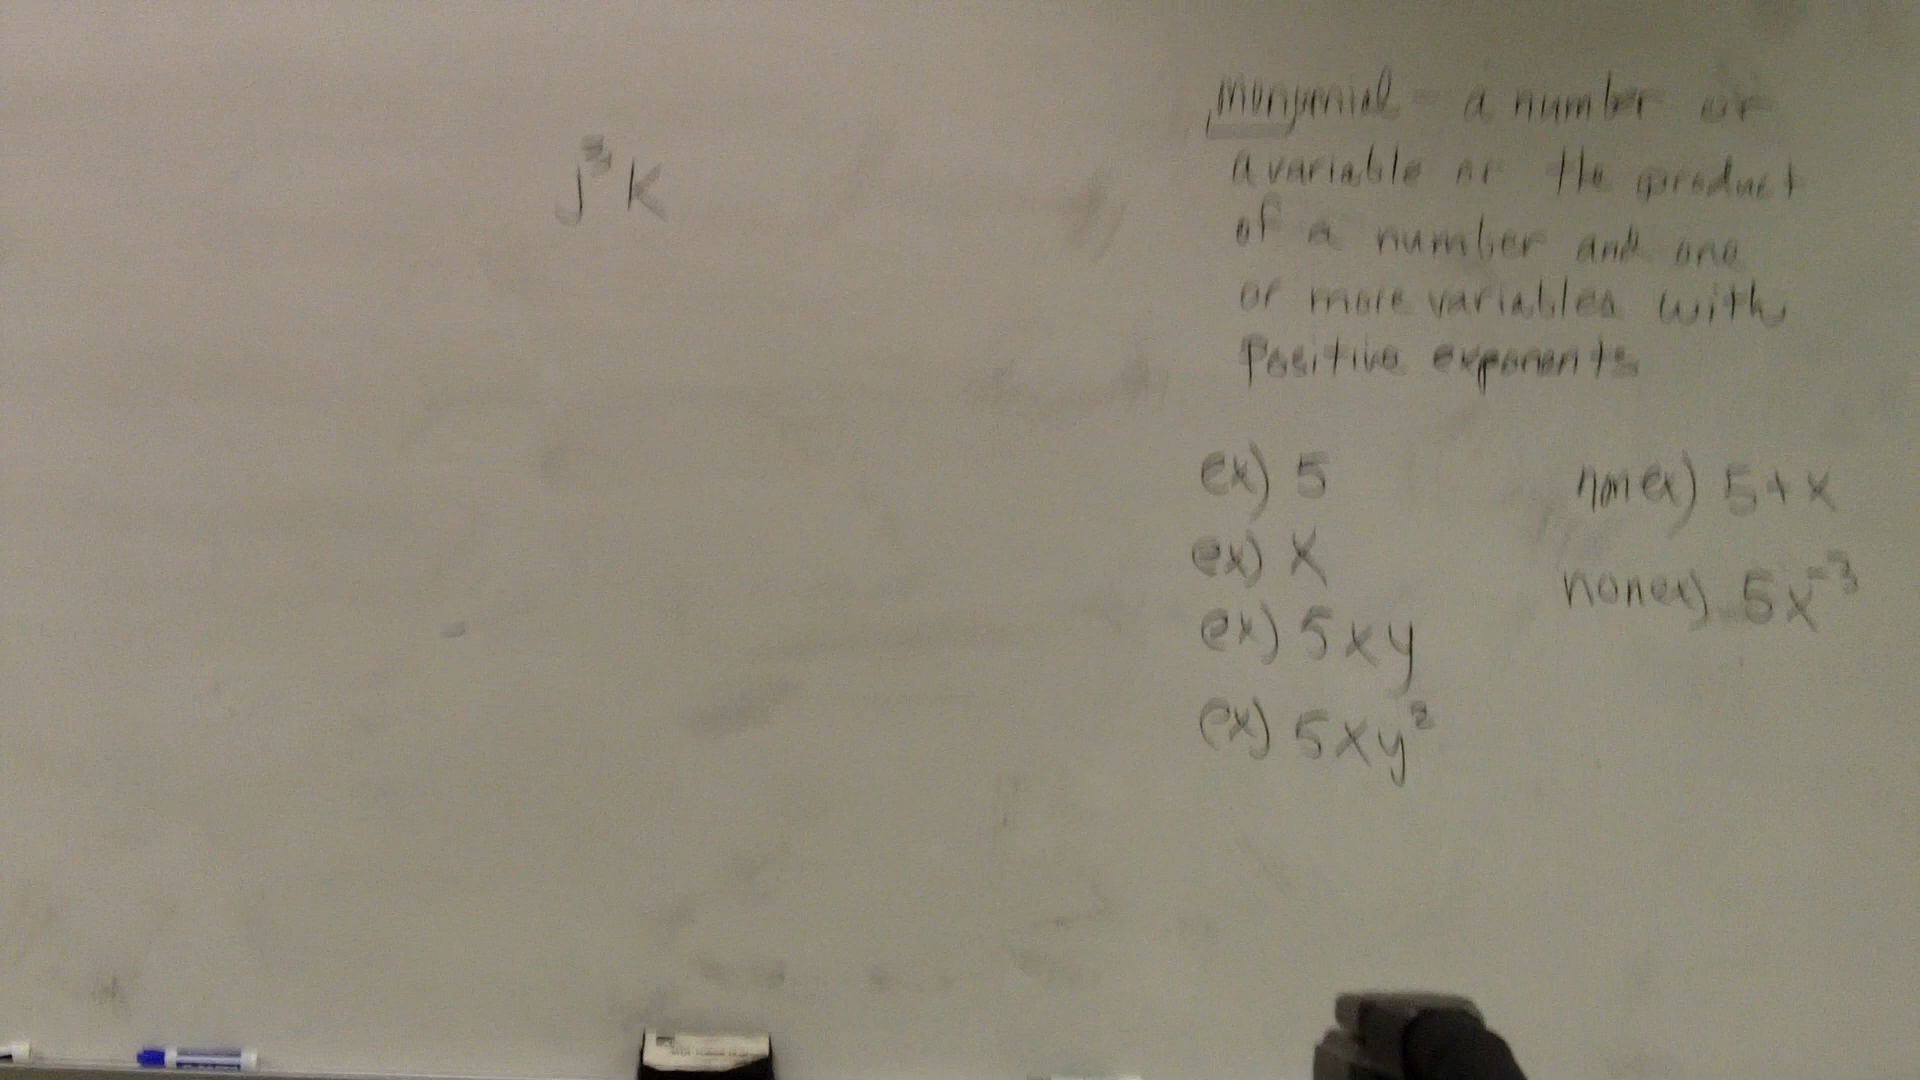 j³k
Monomial - a number or
a variable or the product
of a number and one
or more variables with
Positive exponents
ex) 5
non ex) 5+x
ex) x
non ex) 5x⁻³
ex) 5xy
ex) 5xy²